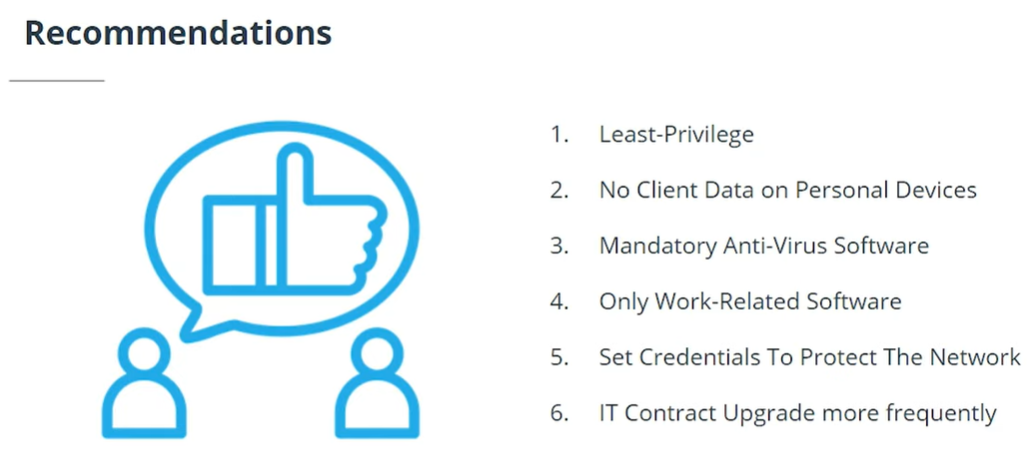 Recommendations
1. Least-Privilege
2. No Client Data on Personal Devices
3. Mandatory Anti-Virus Software
4. Only Work-Related Software
5. Set Credentials To Protect The Network
6. IT Contract Upgrade more frequently